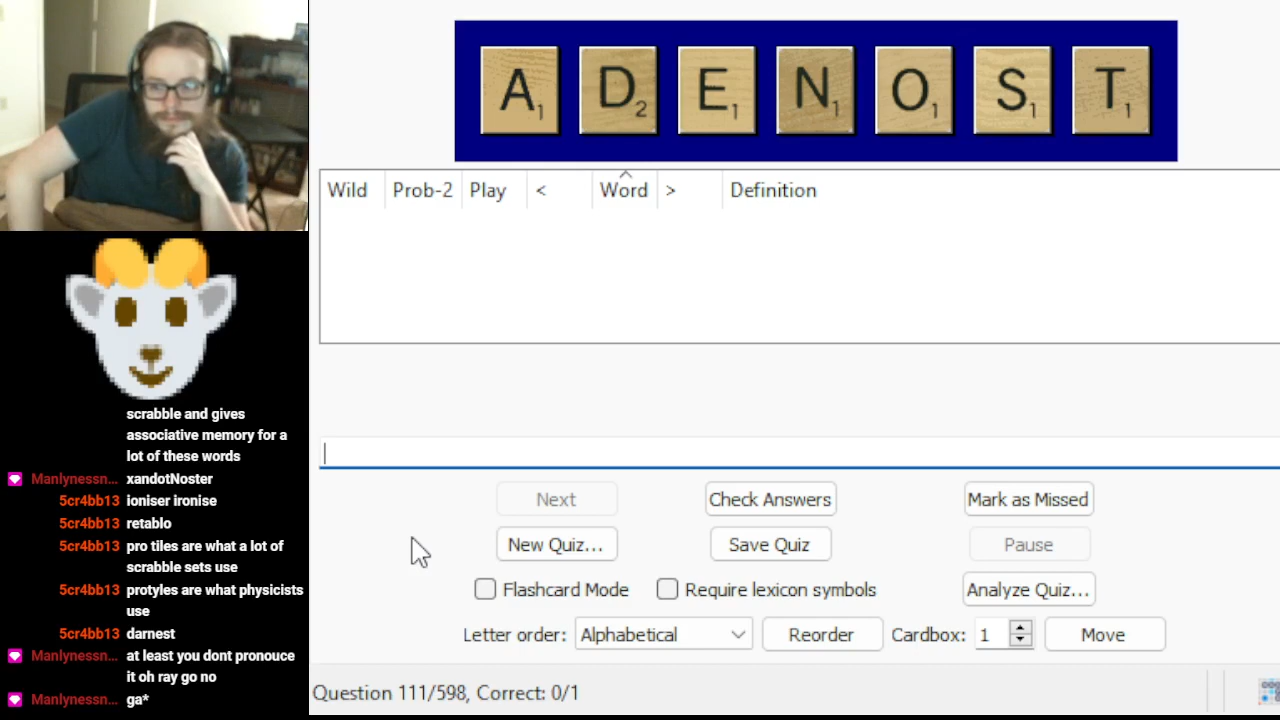 A1 D2 E1 N1 O1 S1 T1
Wild Prob-2 Play < Word > Definition
scrabble and gives
associative memory for a
lot of these words
Manlynessn... xandotNoster
5cr4bb13 ioniser ironise
5cr4bb13 retablo
5cr4bb13 pro tiles are what a lot of
scrabble sets use
5cr4bb13 protyles are what physicists
use
5cr4bb13 darnest
Manlynessn... at least you dont pronouce
it oh ray go no
Manlynessn... ga*
Next Check Answers Mark as Missed
New Quiz... Save Quiz Pause
Flashcard Mode Require lexicon symbols Analyze Quiz...
Letter order: Alphabetical Reorder Cardbox: 1 Move
Question 111/598, Correct: 0/1